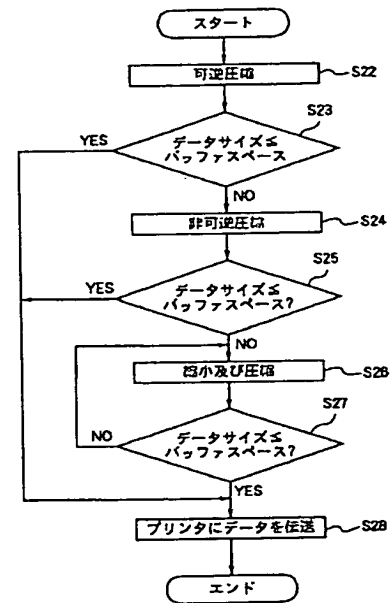 スタート
可逆圧縮
S22
S23
YES
データサイズ≦
バッファスペース
NO
非可逆圧縮
S24
S25
YES
データサイズ≦
バッファスペース?
NO
縮小及び圧縮
S26
S27
NO
データサイズ≦
バッファスペース?
YES
プリンタにデータを伝送
S28
エンド